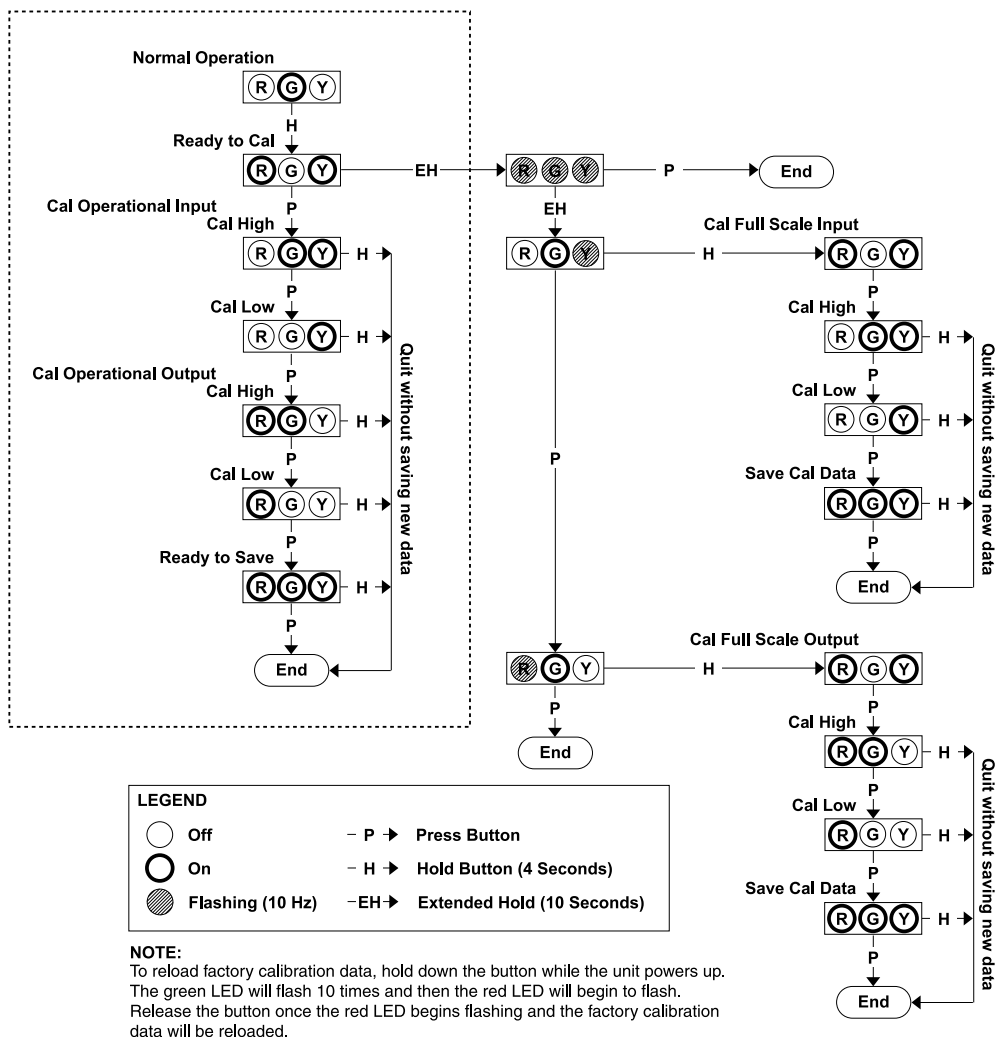 Normal Operation
R G Y
H
Ready to Cal
R G Y
EH
R G Y
P
End
P
EH
Cal Operational Input
Cal High
R G Y
H
P
Cal Low
R G Y
H
P
Cal Operational Output
Cal High
R G Y
H
P
Cal Low
R G Y
H
P
Ready to Save
R G Y
H
P
End
Quit without saving new data
R G Y
H
Cal Full Scale Input
R G Y
P
Cal High
R G Y
H
P
Cal Low
R G Y
H
P
Save Cal Data
R G Y
H
P
End
Quit without saving new data
P
R G Y
P
End
H
Cal Full Scale Output
R G Y
P
Cal High
R G Y
H
P
Cal Low
R G Y
H
P
Save Cal Data
R G Y
H
P
End
Quit without saving new data
LEGEND
Off
On
Flashing (10 Hz)
P Press Button
H Hold Button (4 Seconds)
EH Extended Hold (10 Seconds)
NOTE:
To reload factory calibration data, hold down the button while the unit powers up.
The green LED will flash 10 times and then the red LED will begin to flash.
Release the button once the red LED begins flashing and the factory calibration
data will be reloaded.